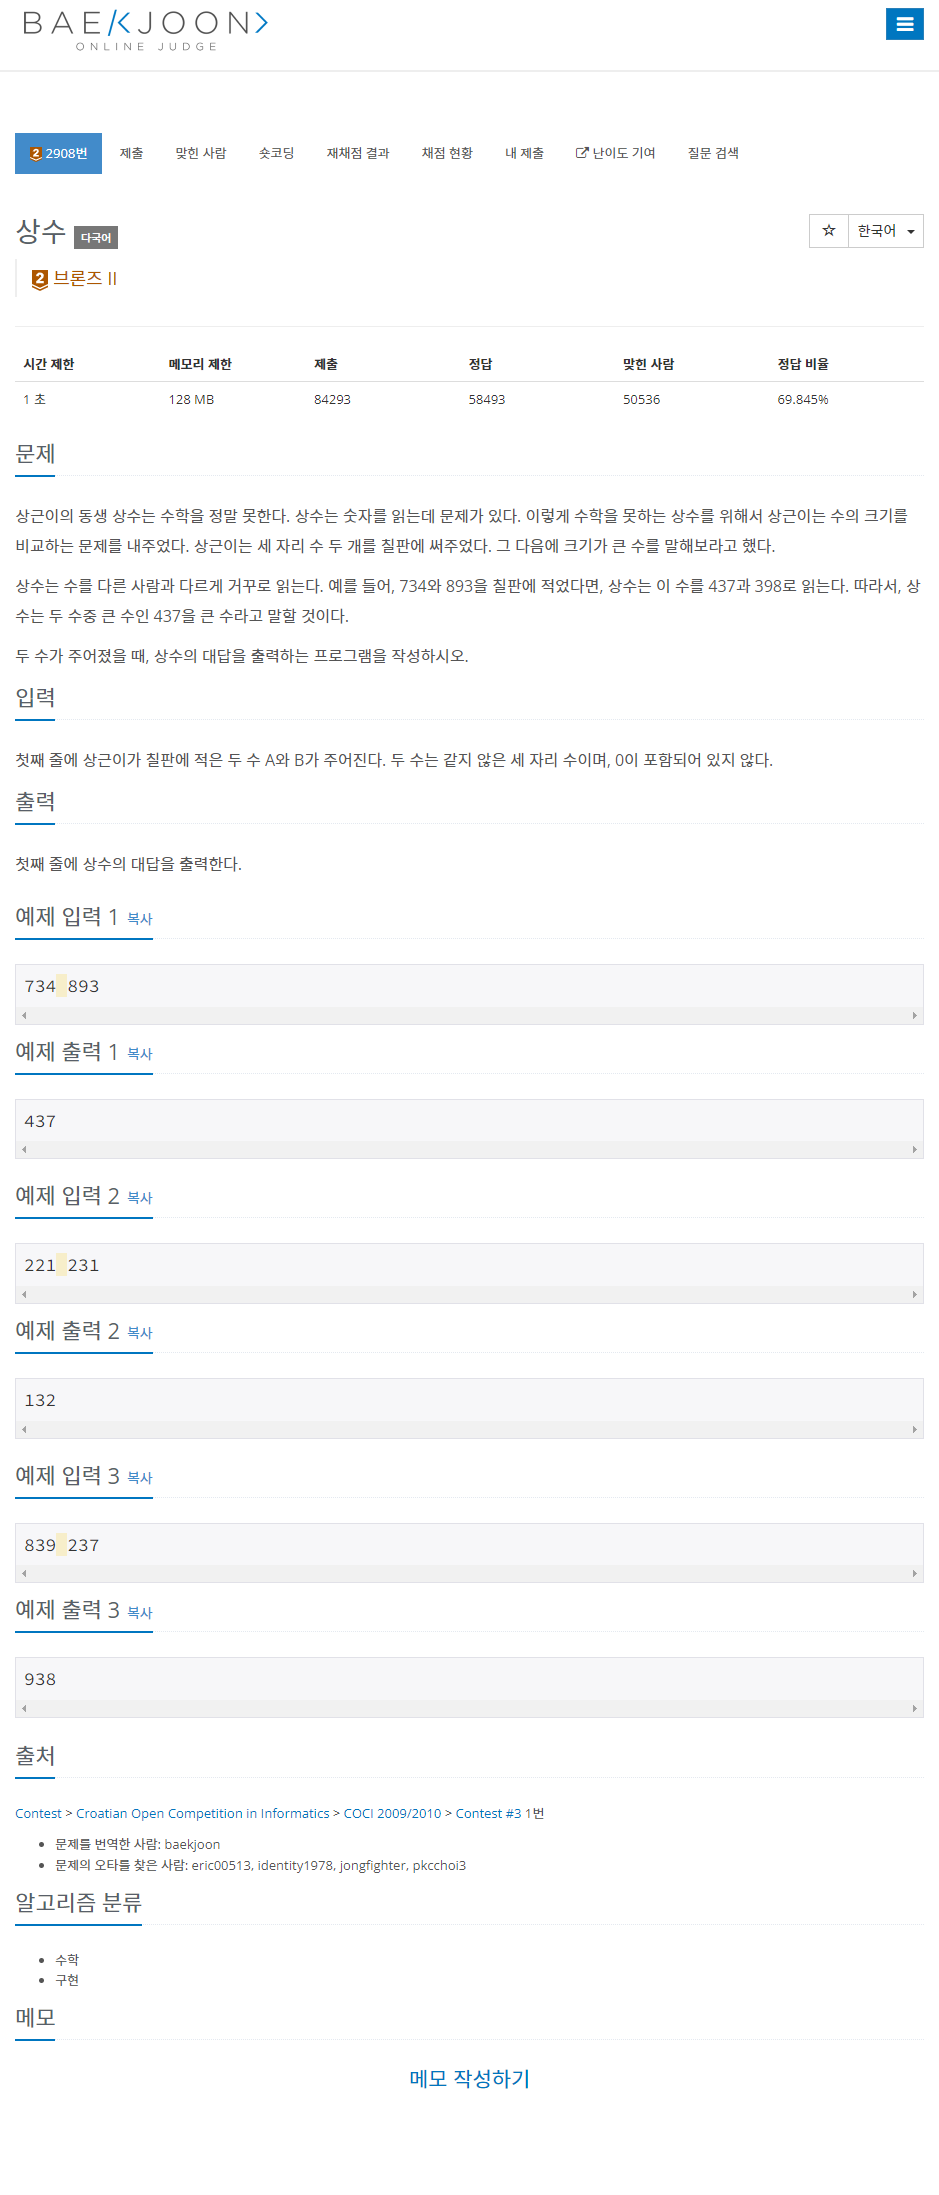 BAEKJOON>
ONLINE JUDGE
2 2908번 제출 맞힌 사람 숏코딩 재채점 결과 채점 현황 내 제출 난이도 기여 질문 검색
상수 다국어 ☆ 한국어
2 브론즈 II
시간 제한 메모리 제한 제출 정답 맞힌 사람 정답 비율
1 초 128 MB 84293 58493 50536 69.845%
문제
상근이의 동생 상수는 수학을 정말 못한다. 상수는 숫자를 읽는데 문제가 있다. 이렇게 수학을 못하는 상수를 위해서 상근이는 수의 크기를
비교하는 문제를 내주었다. 상근이는 세 자리 수 두 개를 칠판에 써주었다. 그 다음에 크기가 큰 수를 말해보라고 했다.
상수는 수를 다른 사람과 다르게 거꾸로 읽는다. 예를 들어, 734와 893을 칠판에 적었다면, 상수는 이 수를 437과 398로 읽는다. 따라서, 상
수는 두 수중 큰 수인 437을 큰 수라고 말할 것이다.
두 수가 주어졌을 때, 상수의 대답을 출력하는 프로그램을 작성하시오.
입력
첫째 줄에 상근이가 칠판에 적은 두 수 A와 B가 주어진다. 두 수는 같지 않은 세 자리 수이며, 0이 포함되어 있지 않다.
출력
첫째 줄에 상수의 대답을 출력한다.
예제 입력 1 복사
734 893
예제 출력 1 복사
437
예제 입력 2 복사
221 231
예제 출력 2 복사
132
예제 입력 3 복사
839 237
예제 출력 3 복사
938
출처
Contest > Croatian Open Competition in Informatics > COCI 2009/2010 > Contest #3 1번
• 문제를 번역한 사람: baekjoon
• 문제의 오타를 찾은 사람: eric00513, identity1978, jongfighter, pkcchoi3
알고리즘 분류
• 수학
• 구현
메모
메모 작성하기